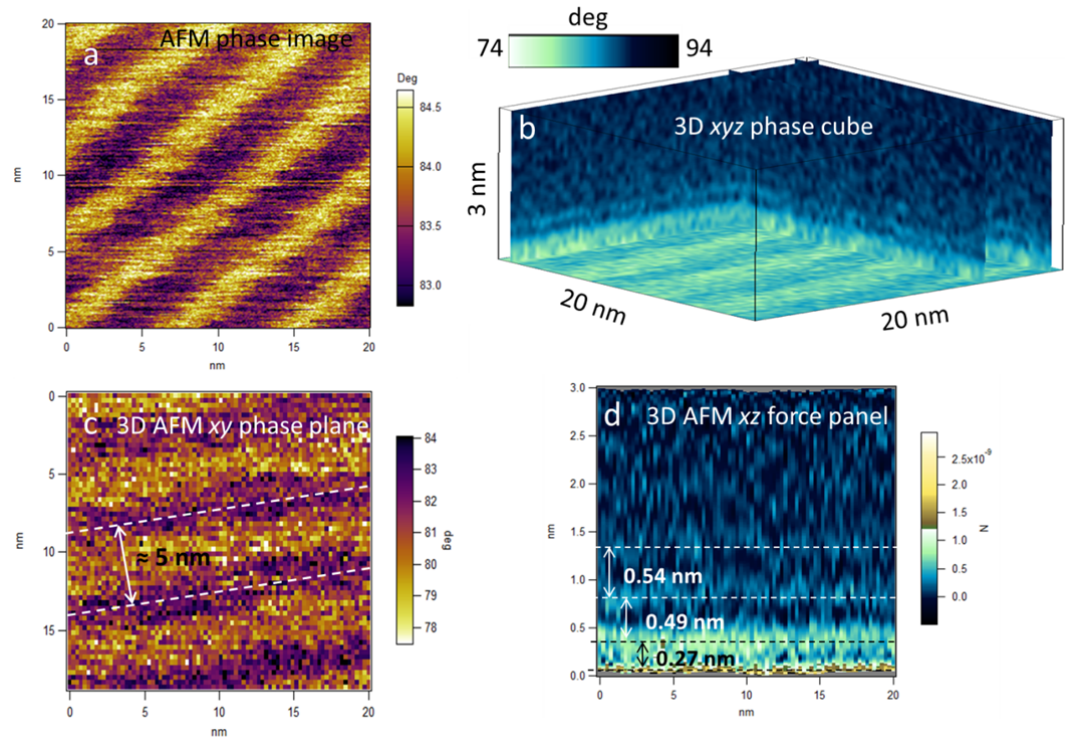 a AFM phase image
nm
20
15
10
5
0
0 5 10 15 20
nm
Deg
84.5
84.0
83.5
83.0
deg
74 94
b 3D xyz phase cube
3 nm
20 nm
20 nm
c 3D AFM xy phase plane
nm
0
5
10
15
≈ 5 nm
0 5 10 15 20
nm
84
83
82
81
80
79
78
deg
d 3D AFM xz force panel
nm
3.0
2.5
2.0
1.5
1.0
0.5
0.0
0.54 nm
0.49 nm
0.27 nm
0 5 10 15 20
nm
2.5x10⁻⁹
2.0
1.5
1.0
0.5
0.0
N